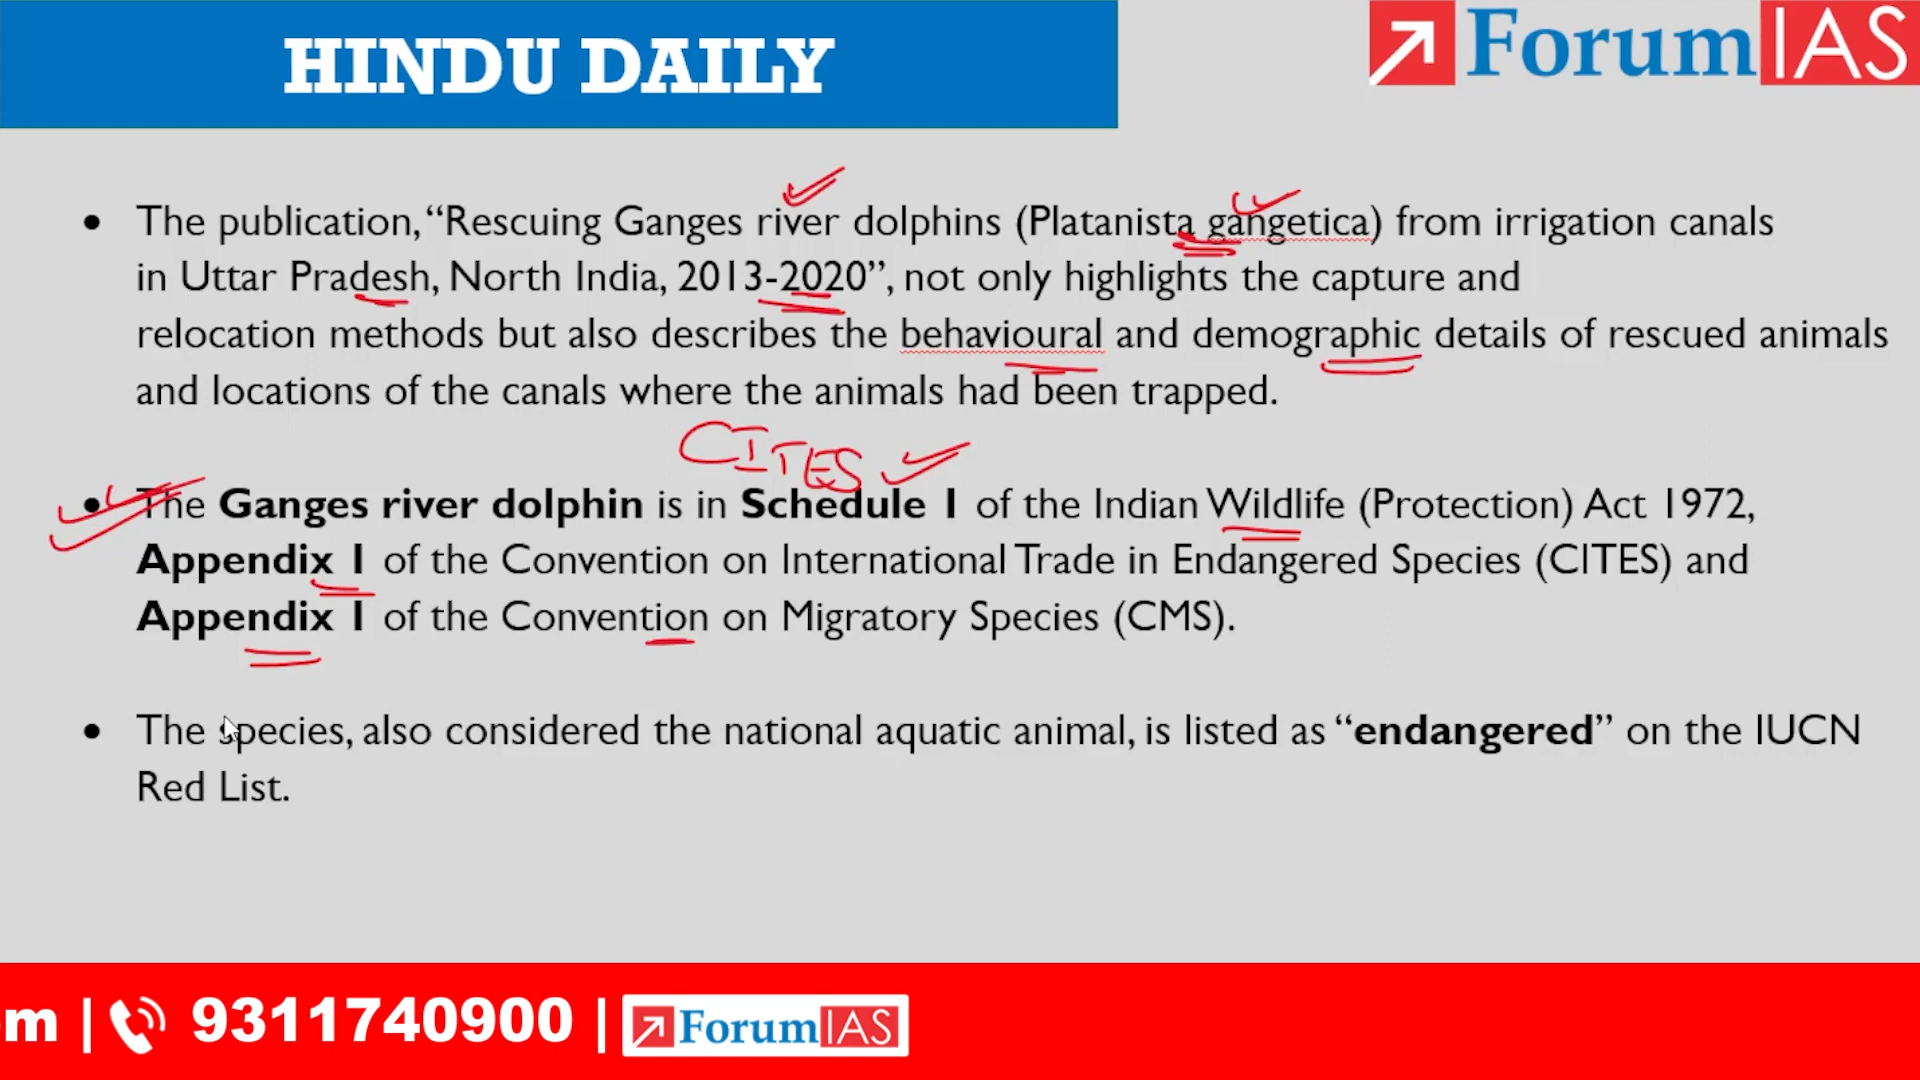 HINDU DAILY
ForumIAS
• The publication, “Rescuing Ganges river dolphins (Platanista gangetica) from irrigation canals
in Uttar Pradesh, North India, 2013-2020”, not only highlights the capture and
relocation methods but also describes the behavioural and demographic details of rescued animals
and locations of the canals where the animals had been trapped.
CITES
• The Ganges river dolphin is in Schedule I of the Indian Wildlife (Protection) Act 1972,
Appendix I of the Convention on International Trade in Endangered Species (CITES) and
Appendix I of the Convention on Migratory Species (CMS).
• The species, also considered the national aquatic animal, is listed as “endangered” on the IUCN
Red List.
om | 9311740900 | ForumIAS